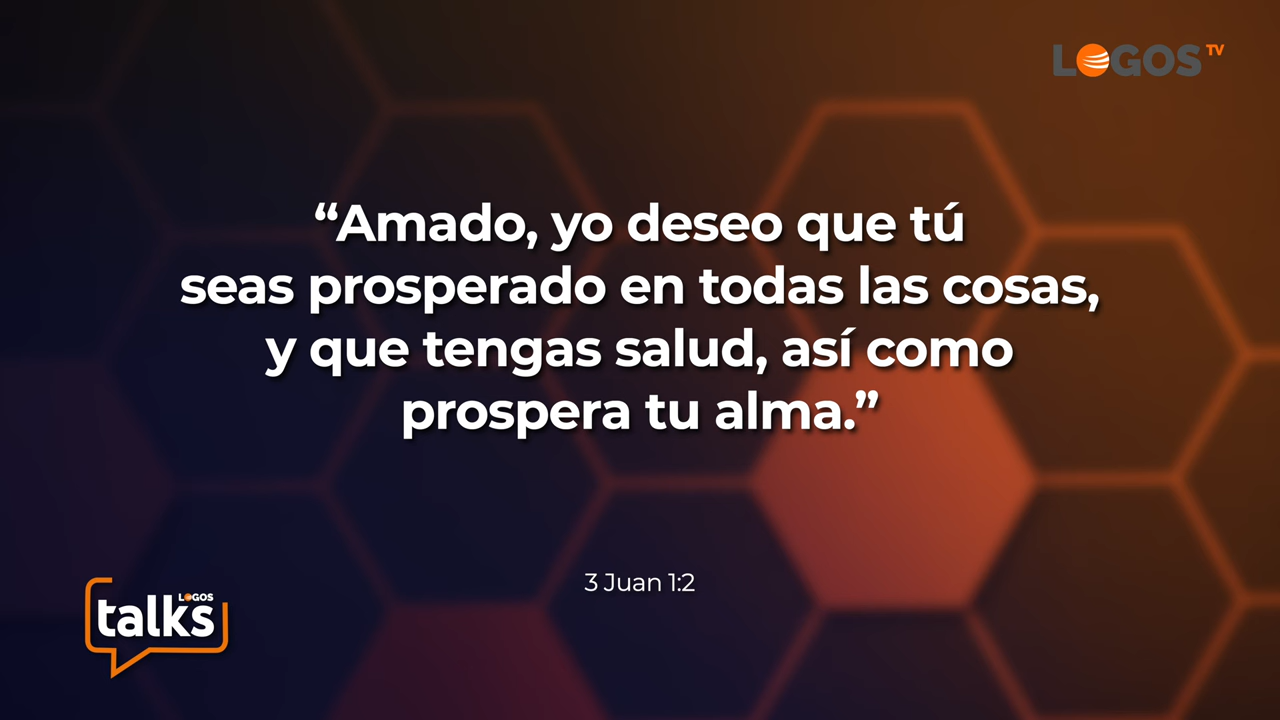 LOGOS TV
“Amado, yo deseo que tú
seas prosperado en todas las cosas,
y que tengas salud, así como
prospera tu alma.”
3 Juan 1:2
LOGOS
talks